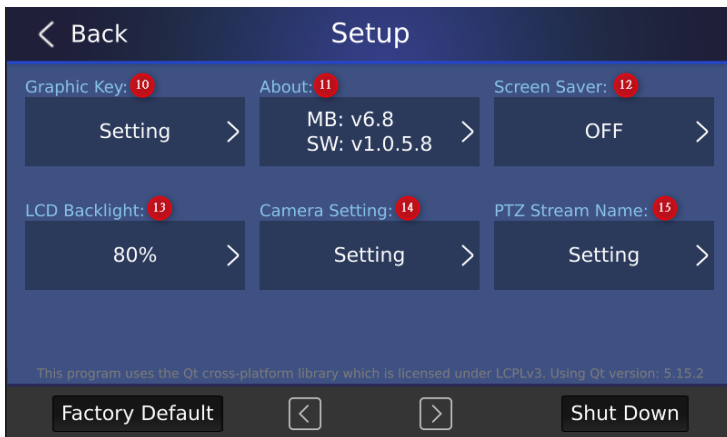 Back
Setup
Graphic Key: 10
About: 11
Screen Saver: 12
Setting
MB: v6.8
SW: v1.0.5.8
OFF
LCD Backlight: 13
Camera Setting: 14
PTZ Stream Name: 15
80%
Setting
Setting
This program uses the Qt cross-platform library which is licensed under LCPLv3. Using Qt version: 5.15.2
Factory Default
Shut Down